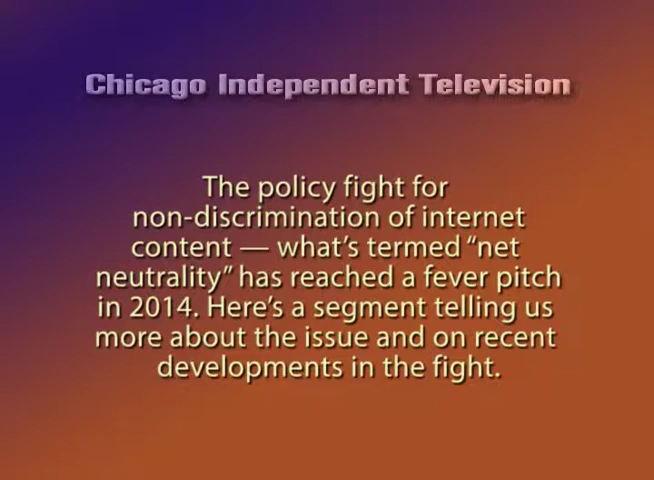 Chicago Independent Television
The policy fight for
non-discrimination of internet
content — what's termed “net
neutrality” has reached a fever pitch
in 2014. Here's a segment telling us
more about the issue and on recent
developments in the fight.